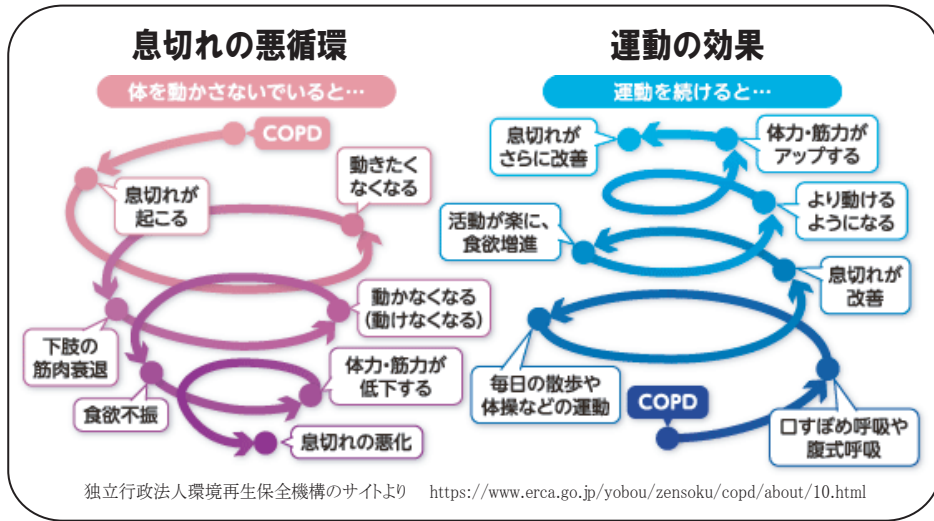 息切れの悪循環
体を動かさないでいると…
COPD
息切れが
起こる
動きたく
なくなる
下肢の
筋肉衰退
動かなくなる
(動けなくなる)
食欲不振
体力・筋力が
低下する
息切れの悪化
運動の効果
運動を続けると…
COPD
口すぼめ呼吸や
腹式呼吸
毎日の散歩や
体操などの運動
息切れが
改善
活動が楽に、
食欲増進
より動ける
ようになる
体力・筋力が
アップする
息切れが
さらに改善
独立行政法人環境再生保全機構のサイトより https://www.erca.go.jp/yobou/zensoku/copd/about/10.html